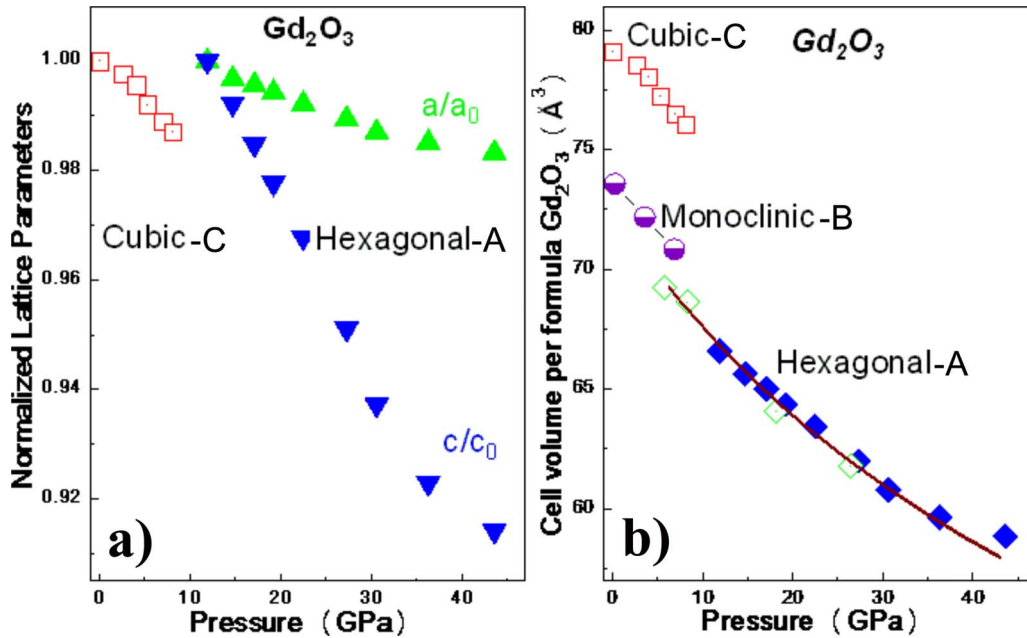 Gd₂O₃
Normalized Lattice Parameters
1.00
0.98
0.96
0.94
0.92
a/a₀
Cubic-C
Hexagonal-A
c/c₀
a)
0
10
20
30
40
Pressure (GPa)
Gd₂O₃
Cell volume per formula Gd₂O₃ (Å³)
80
75
70
65
60
Cubic-C
Monoclinic-B
Hexagonal-A
b)
0
10
20
30
40
Pressure (GPa)